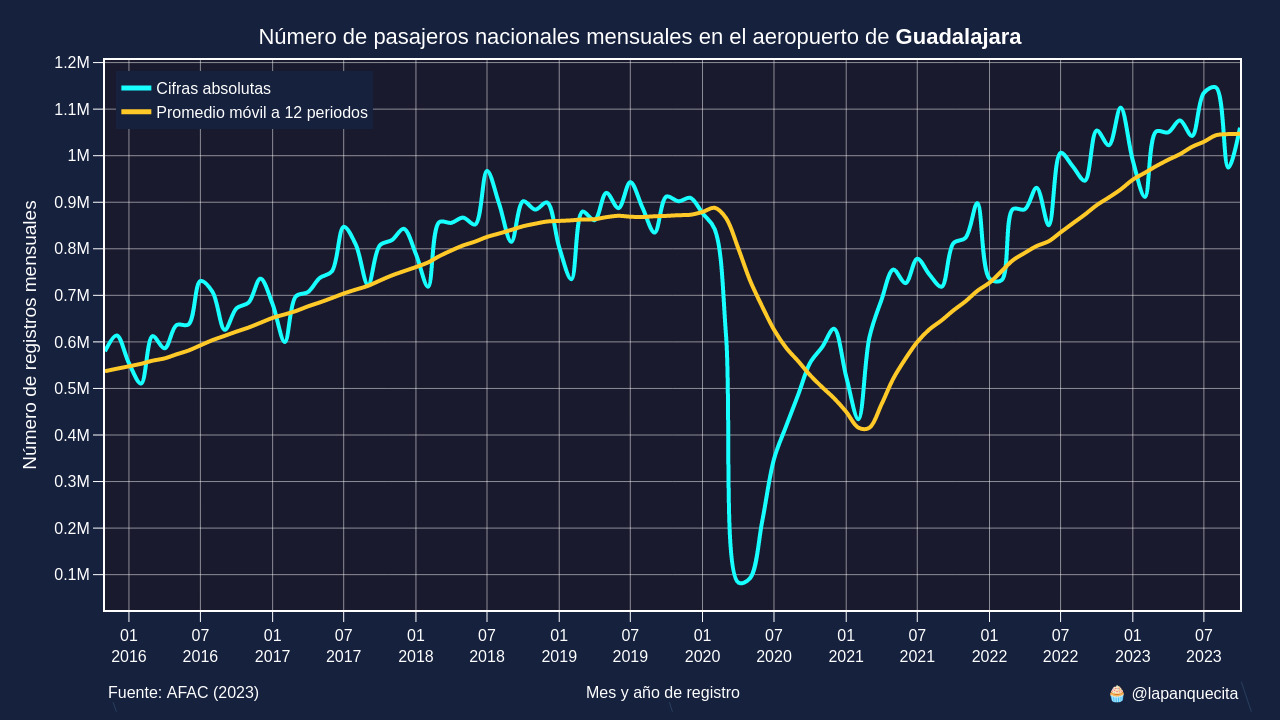 Número de pasajeros nacionales mensuales en el aeropuerto de Guadalajara
Cifras absolutas
Promedio móvil a 12 periodos
Número de registros mensuales
1.2M
1.1M
1M
0.9M
0.8M
0.7M
0.6M
0.5M
0.4M
0.3M
0.2M
0.1M
01 07 01 07 01 07 01 07 01 07 01 07 01 07 01 07
2016 2016 2017 2017 2018 2018 2019 2019 2020 2020 2021 2021 2022 2022 2023 2023
Fuente: AFAC (2023)
Mes y año de registro
🧁 @lapanquecita